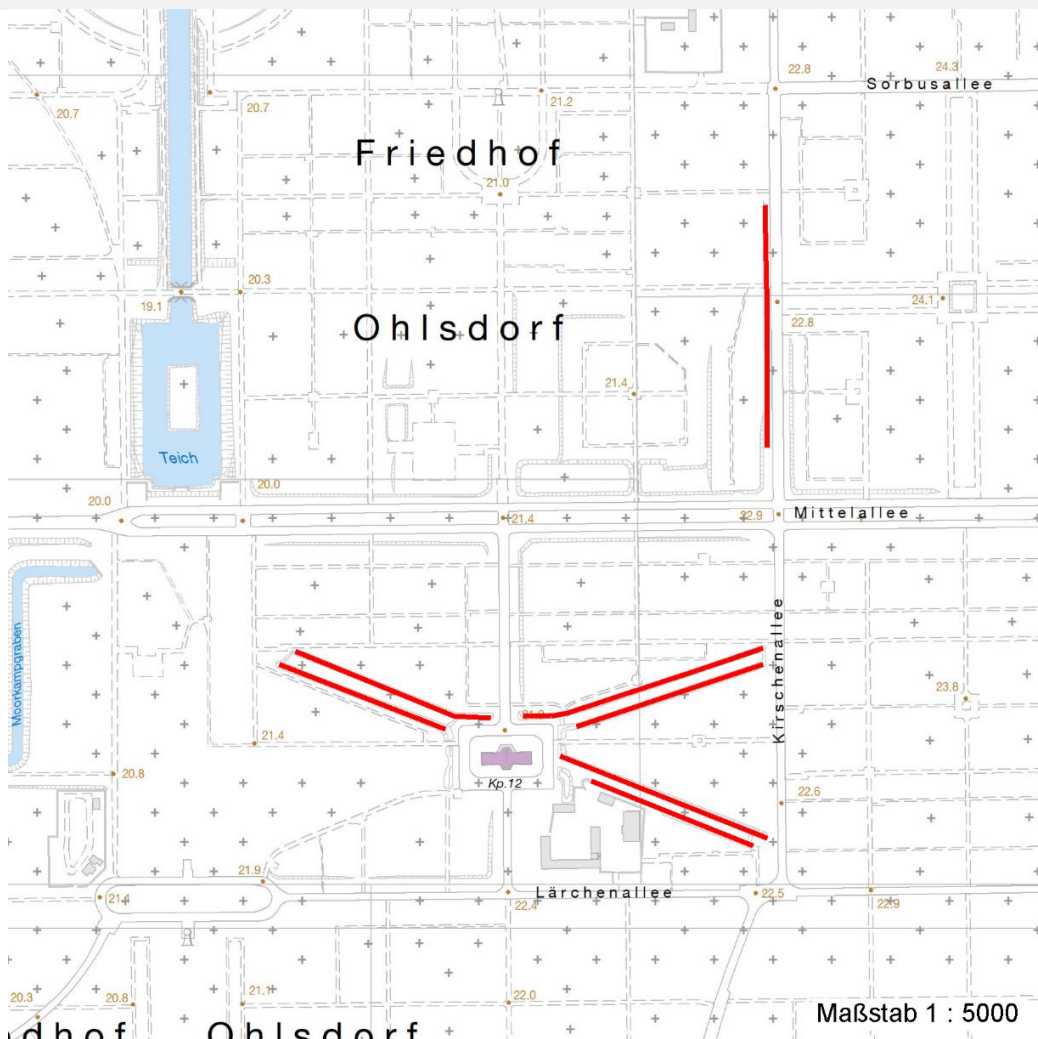 22.8
24.3
Sorbusallee
20.7
20.7
21.2
Friedhof
21.0
20.3
19.1
24.1
22.8
Ohlsdorf
21.4
Teich
20.0
20.0
21.4
22.9
Mittelallee
Kirschenallee
Moorkampgraben
23.8
21.4
20.8
Kp.12
22.6
21.9
21.1
Lärchenallee
22.4
22.5
22.9
20.3
20.8
21.1
22.0
Maßstab 1 : 5000
dhof Ohlsdorf